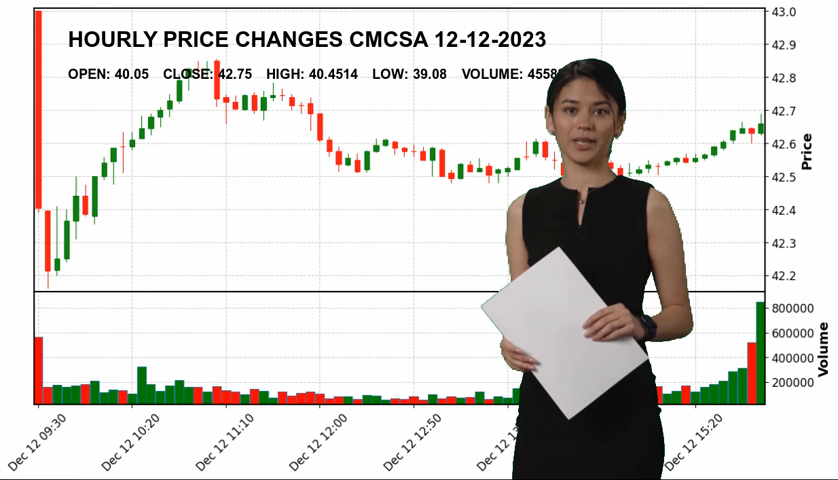 HOURLY PRICE CHANGES CMCSA 12-12-2023
OPEN: 40.05 CLOSE: 42.75 HIGH: 40.4514 LOW: 39.08 VOLUME: 4558
43.0
42.9
42.8
42.7
42.6
42.5
42.4
42.3
42.2
Price
800000
600000
400000
200000
Volume
Dec 12 09:30
Dec 12 10:20
Dec 12 11:10
Dec 12 12:00
Dec 12 12:50
Dec 12 15:20